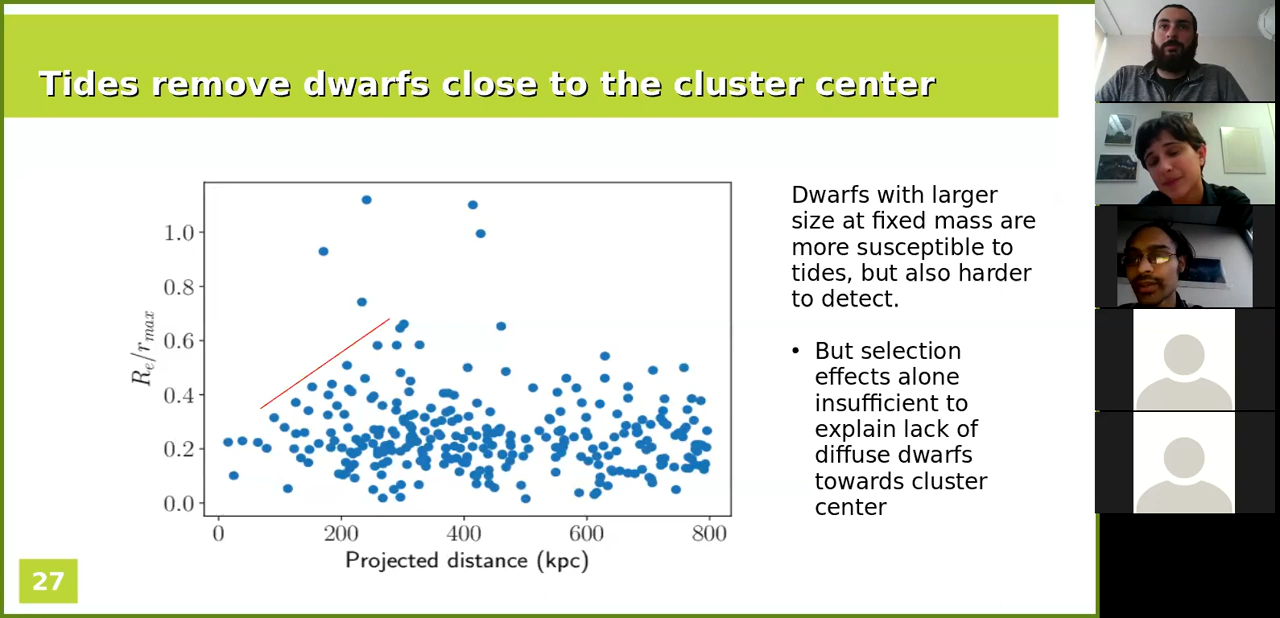 Tides remove dwarfs close to the cluster center
1.0
0.8
0.6
0.4
0.2
0.0
R_e/r_max
0 200 400 600 800
Projected distance (kpc)
Dwarfs with larger
size at fixed mass are
more susceptible to
tides, but also harder
to detect.
• But selection
effects alone
insufficient to
explain lack of
diffuse dwarfs
towards cluster
center
27